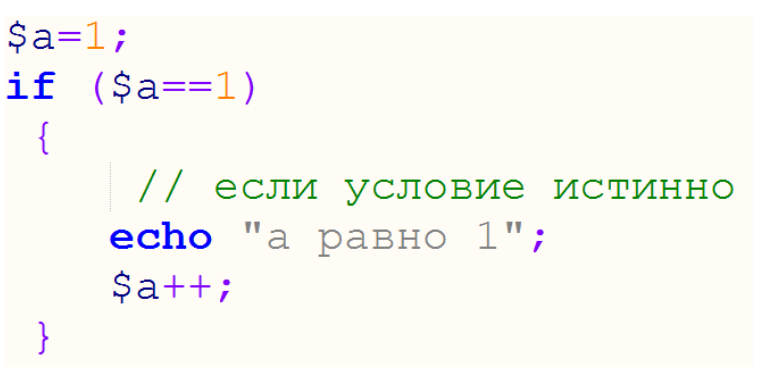 $a=1;
if ($a==1)
{
// если условие истинно
echo "а равно 1";
$a++;
}